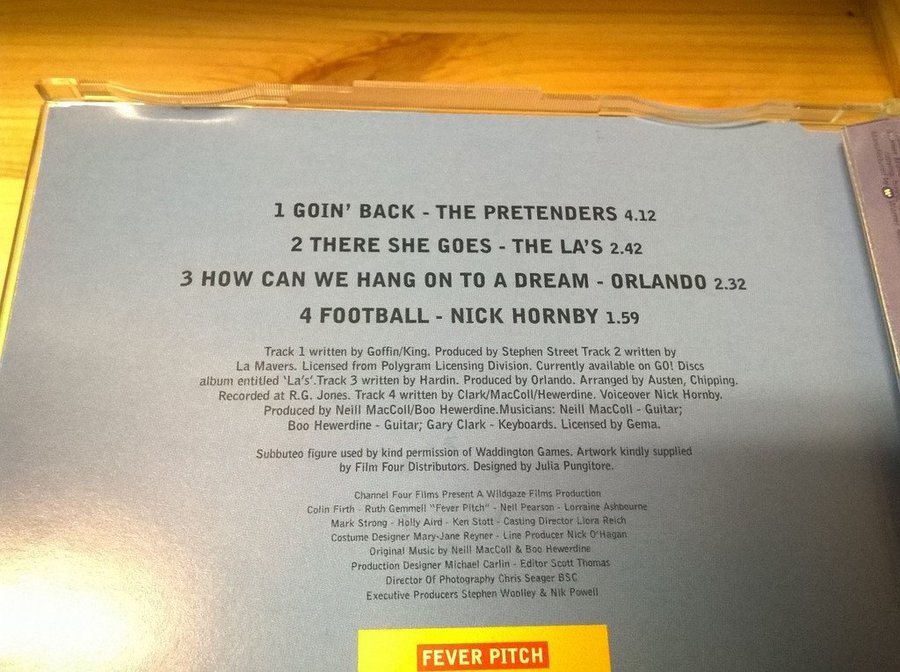 1 GOIN' BACK - THE PRETENDERS 4.12
2 THERE SHE GOES - THE LA'S 2.42
3 HOW CAN WE HANG ON TO A DREAM - ORLANDO 2.32
4 FOOTBALL - NICK HORNBY 1.59
Track 1 written by Goffin/King. Produced by Stephen Street Track 2 written by
La Mavers. Licensed from Polygram Licensing Division. Currently available on GO! Discs
album entitled 'La's'.Track 3 written by Hardin. Produced by Orlando. Arranged by Austen, Chipping.
Recorded at R.G. Jones. Track 4 written by Clark/MacColl/Hewerdine. Voiceover Nick Hornby.
Produced by Neill MacColl/Boo Hewerdine.Musicians: Neill MacColl - Guitar;
Boo Hewerdine - Guitar; Gary Clark - Keyboards. Licensed by Gema.
Subbuteo figure used by kind permission of Waddington Games. Artwork kindly supplied
by Film Four Distributors. Designed by Julia Pungitore.
Channel Four Films Present A Wildgaze Films Production
Colin Firth - Ruth Gemmell "Fever Pitch" - Neil Pearson - Lorraine Ashbourne
Mark Strong - Holly Aird - Ken Stott - Casting Director Liora Reich
Costume Designer Mary-Jane Reyner - Line Producer Nick O'Hagan
Original Music by Neill MacColl & Boo Hewerdine
Production Designer Michael Carlin - Editor Scott Thomas
Director Of Photography Chris Seager BSC
Executive Producers Stephen Woolley & Nik Powell
FEVER PITCH